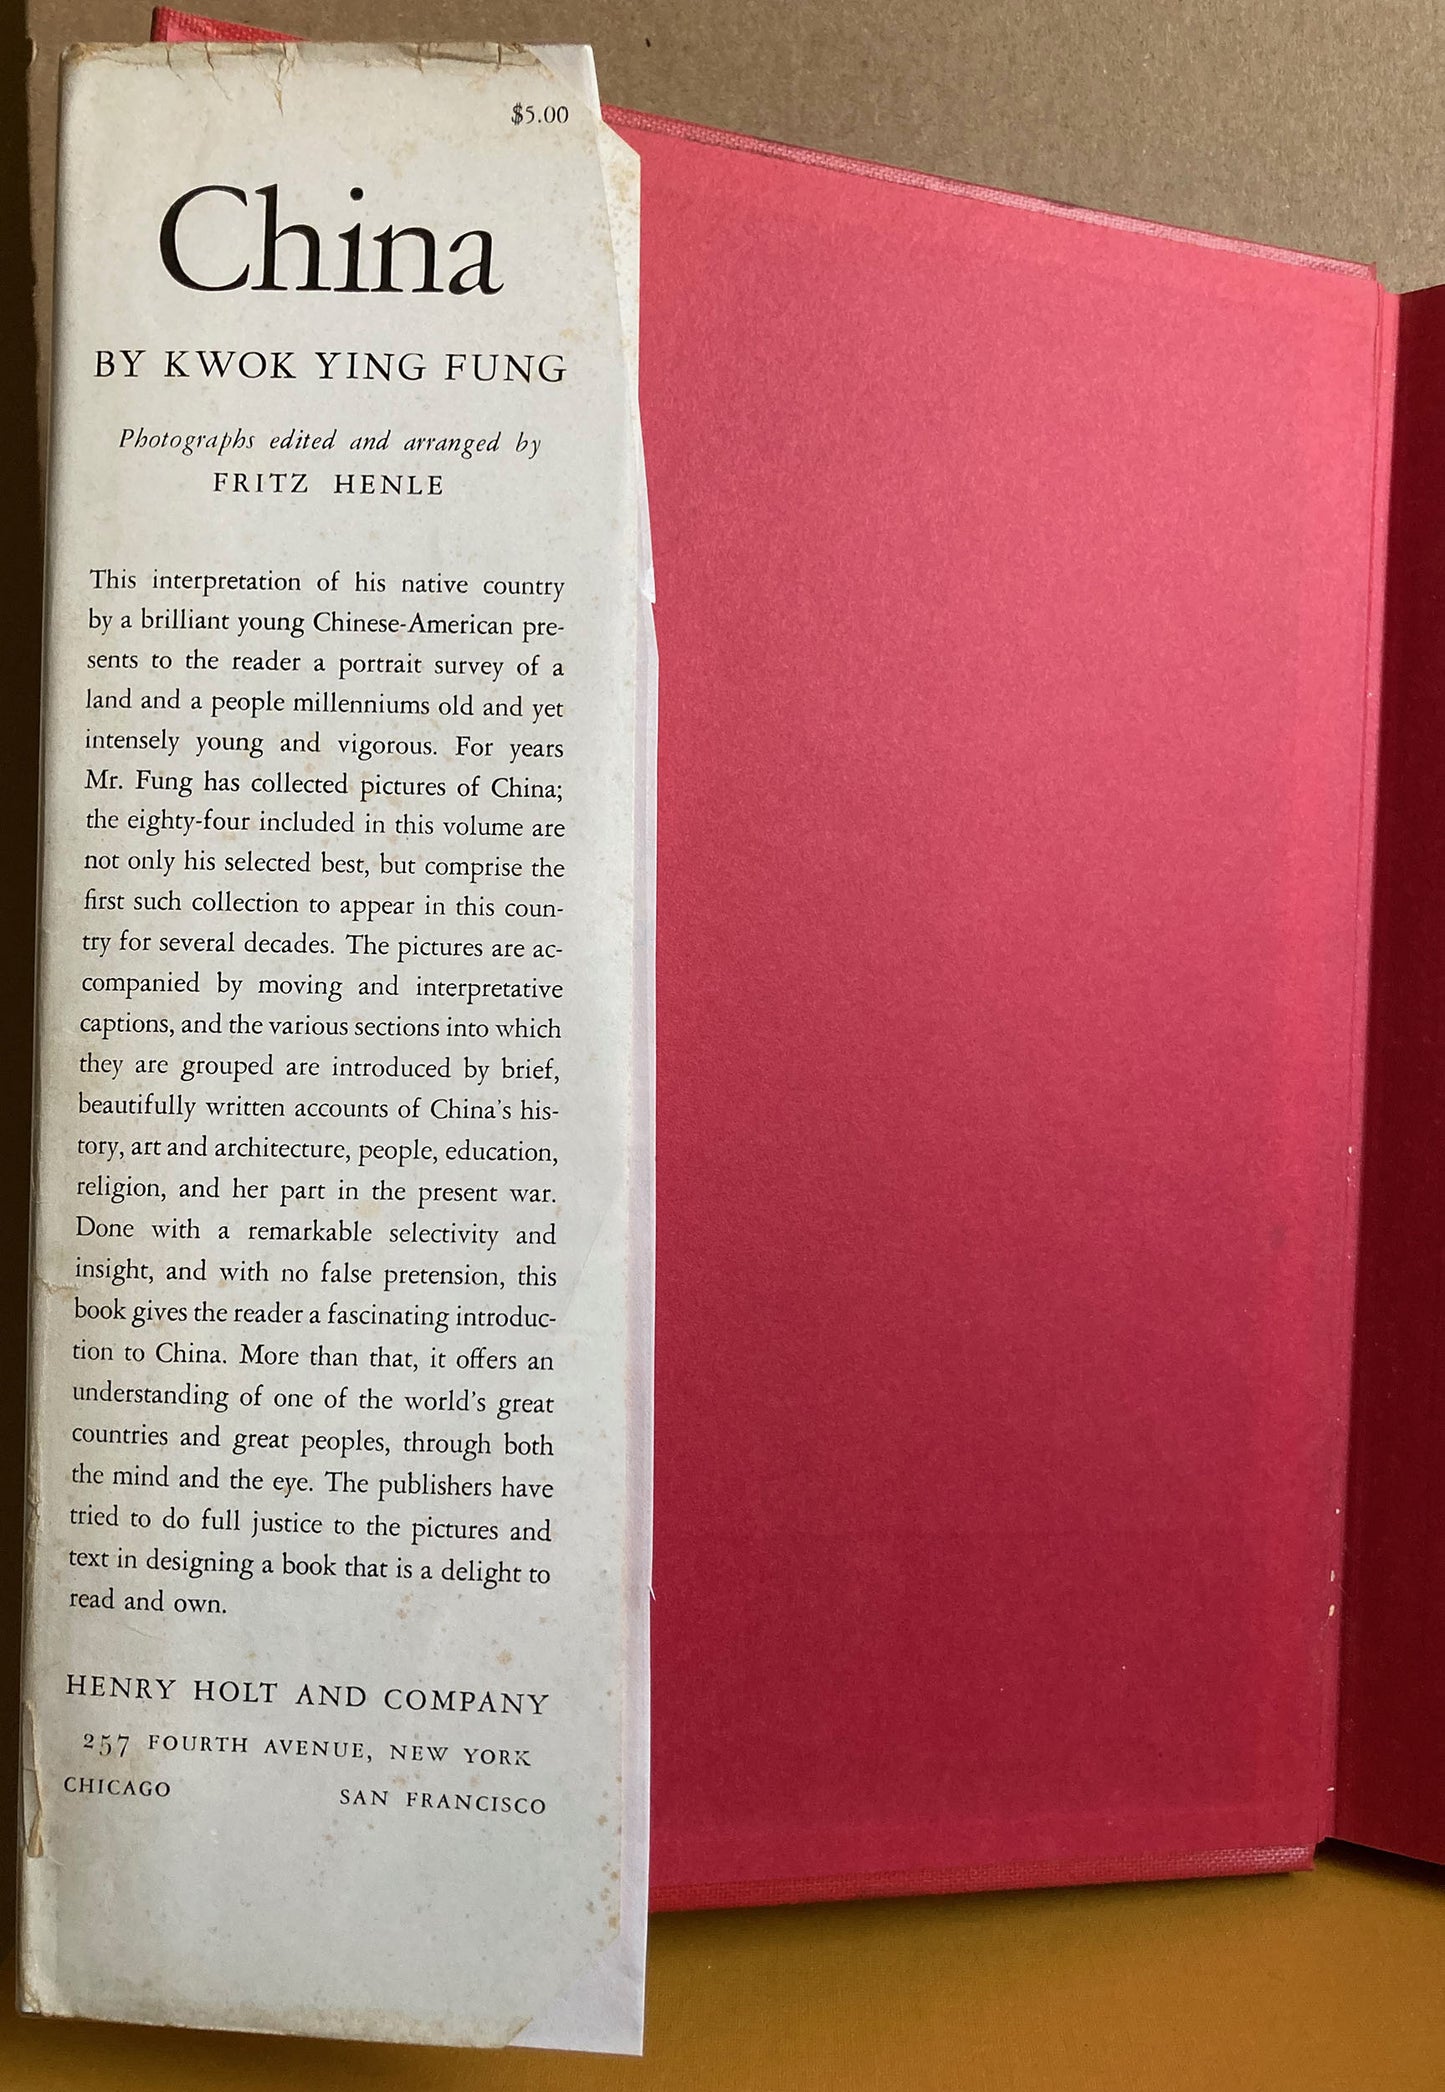 $5.00
China
BY KWOK YING FUNG
Photographs edited and arranged by
FRITZ HENLE
This interpretation of his native country
by a brilliant young Chinese-American pre-
sents to the reader a portrait survey of a
land and a people millenniums old and yet
intensely young and vigorous. For years
Mr. Fung has collected pictures of China;
the eighty-four included in this volume are
not only his selected best, but comprise the
first such collection to appear in this coun-
try for several decades. The pictures are ac-
companied by moving and interpretative
captions, and the various sections into which
they are grouped are introduced by brief,
beautifully written accounts of China's his-
tory, art and architecture, people, education,
religion, and her part in the present war.
Done with a remarkable selectivity and
insight, and with no false pretension, this
book gives the reader a fascinating introduc-
tion to China. More than that, it offers an
understanding of one of the world's great
countries and great peoples, through both
the mind and the eye. The publishers have
tried to do full justice to the pictures and
text in designing a book that is a delight to
read and own.
HENRY HOLT AND COMPANY
257 FOURTH AVENUE, NEW YORK
CHICAGO SAN FRANCISCO